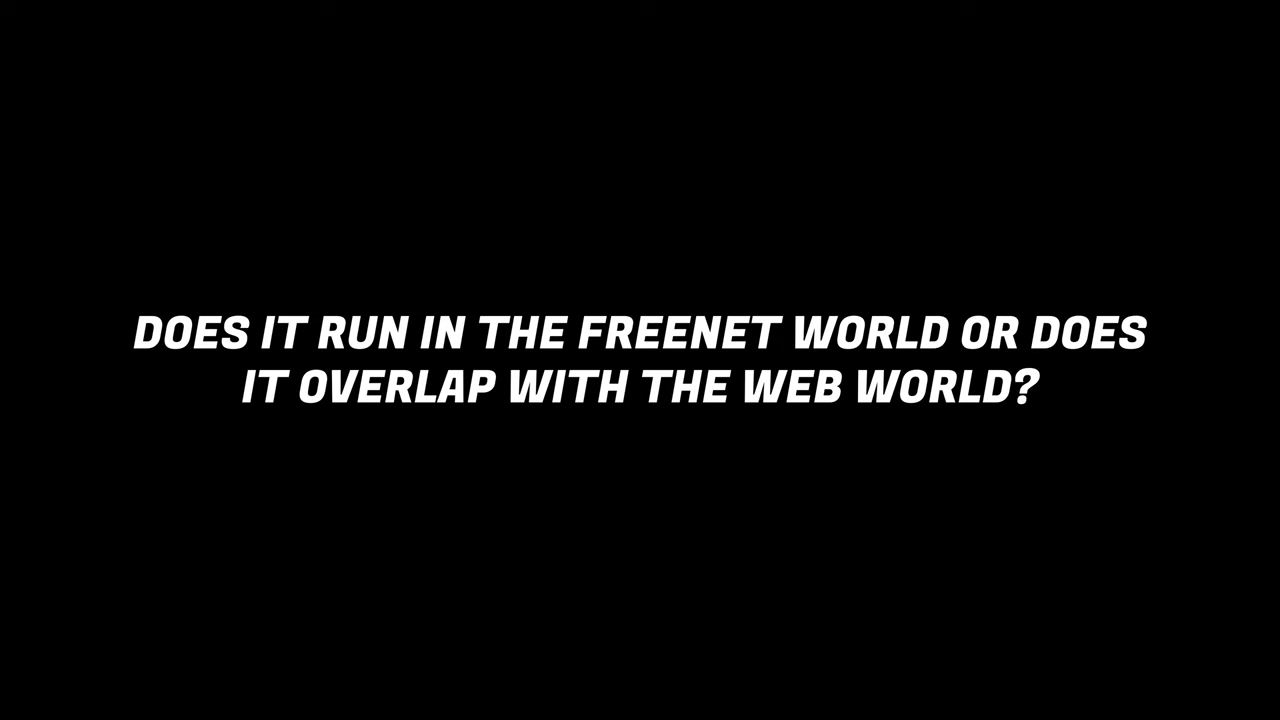 DOES IT RUN IN THE FREENET WORLD OR DOES
IT OVERLAP WITH THE WEB WORLD?